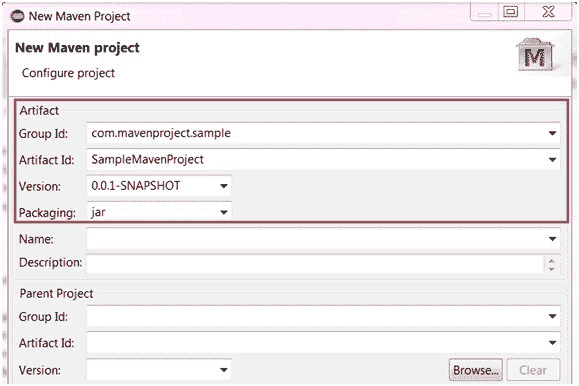 New Maven Project
New Maven project
Configure project
M
Artifact
Group Id: com.mavenproject.sample
Artifact Id: SampleMavenProject
Version: 0.0.1-SNAPSHOT
Packaging: jar
Name:
Description:
Parent Project
Group Id:
Artifact Id:
Version: Browse... Clear